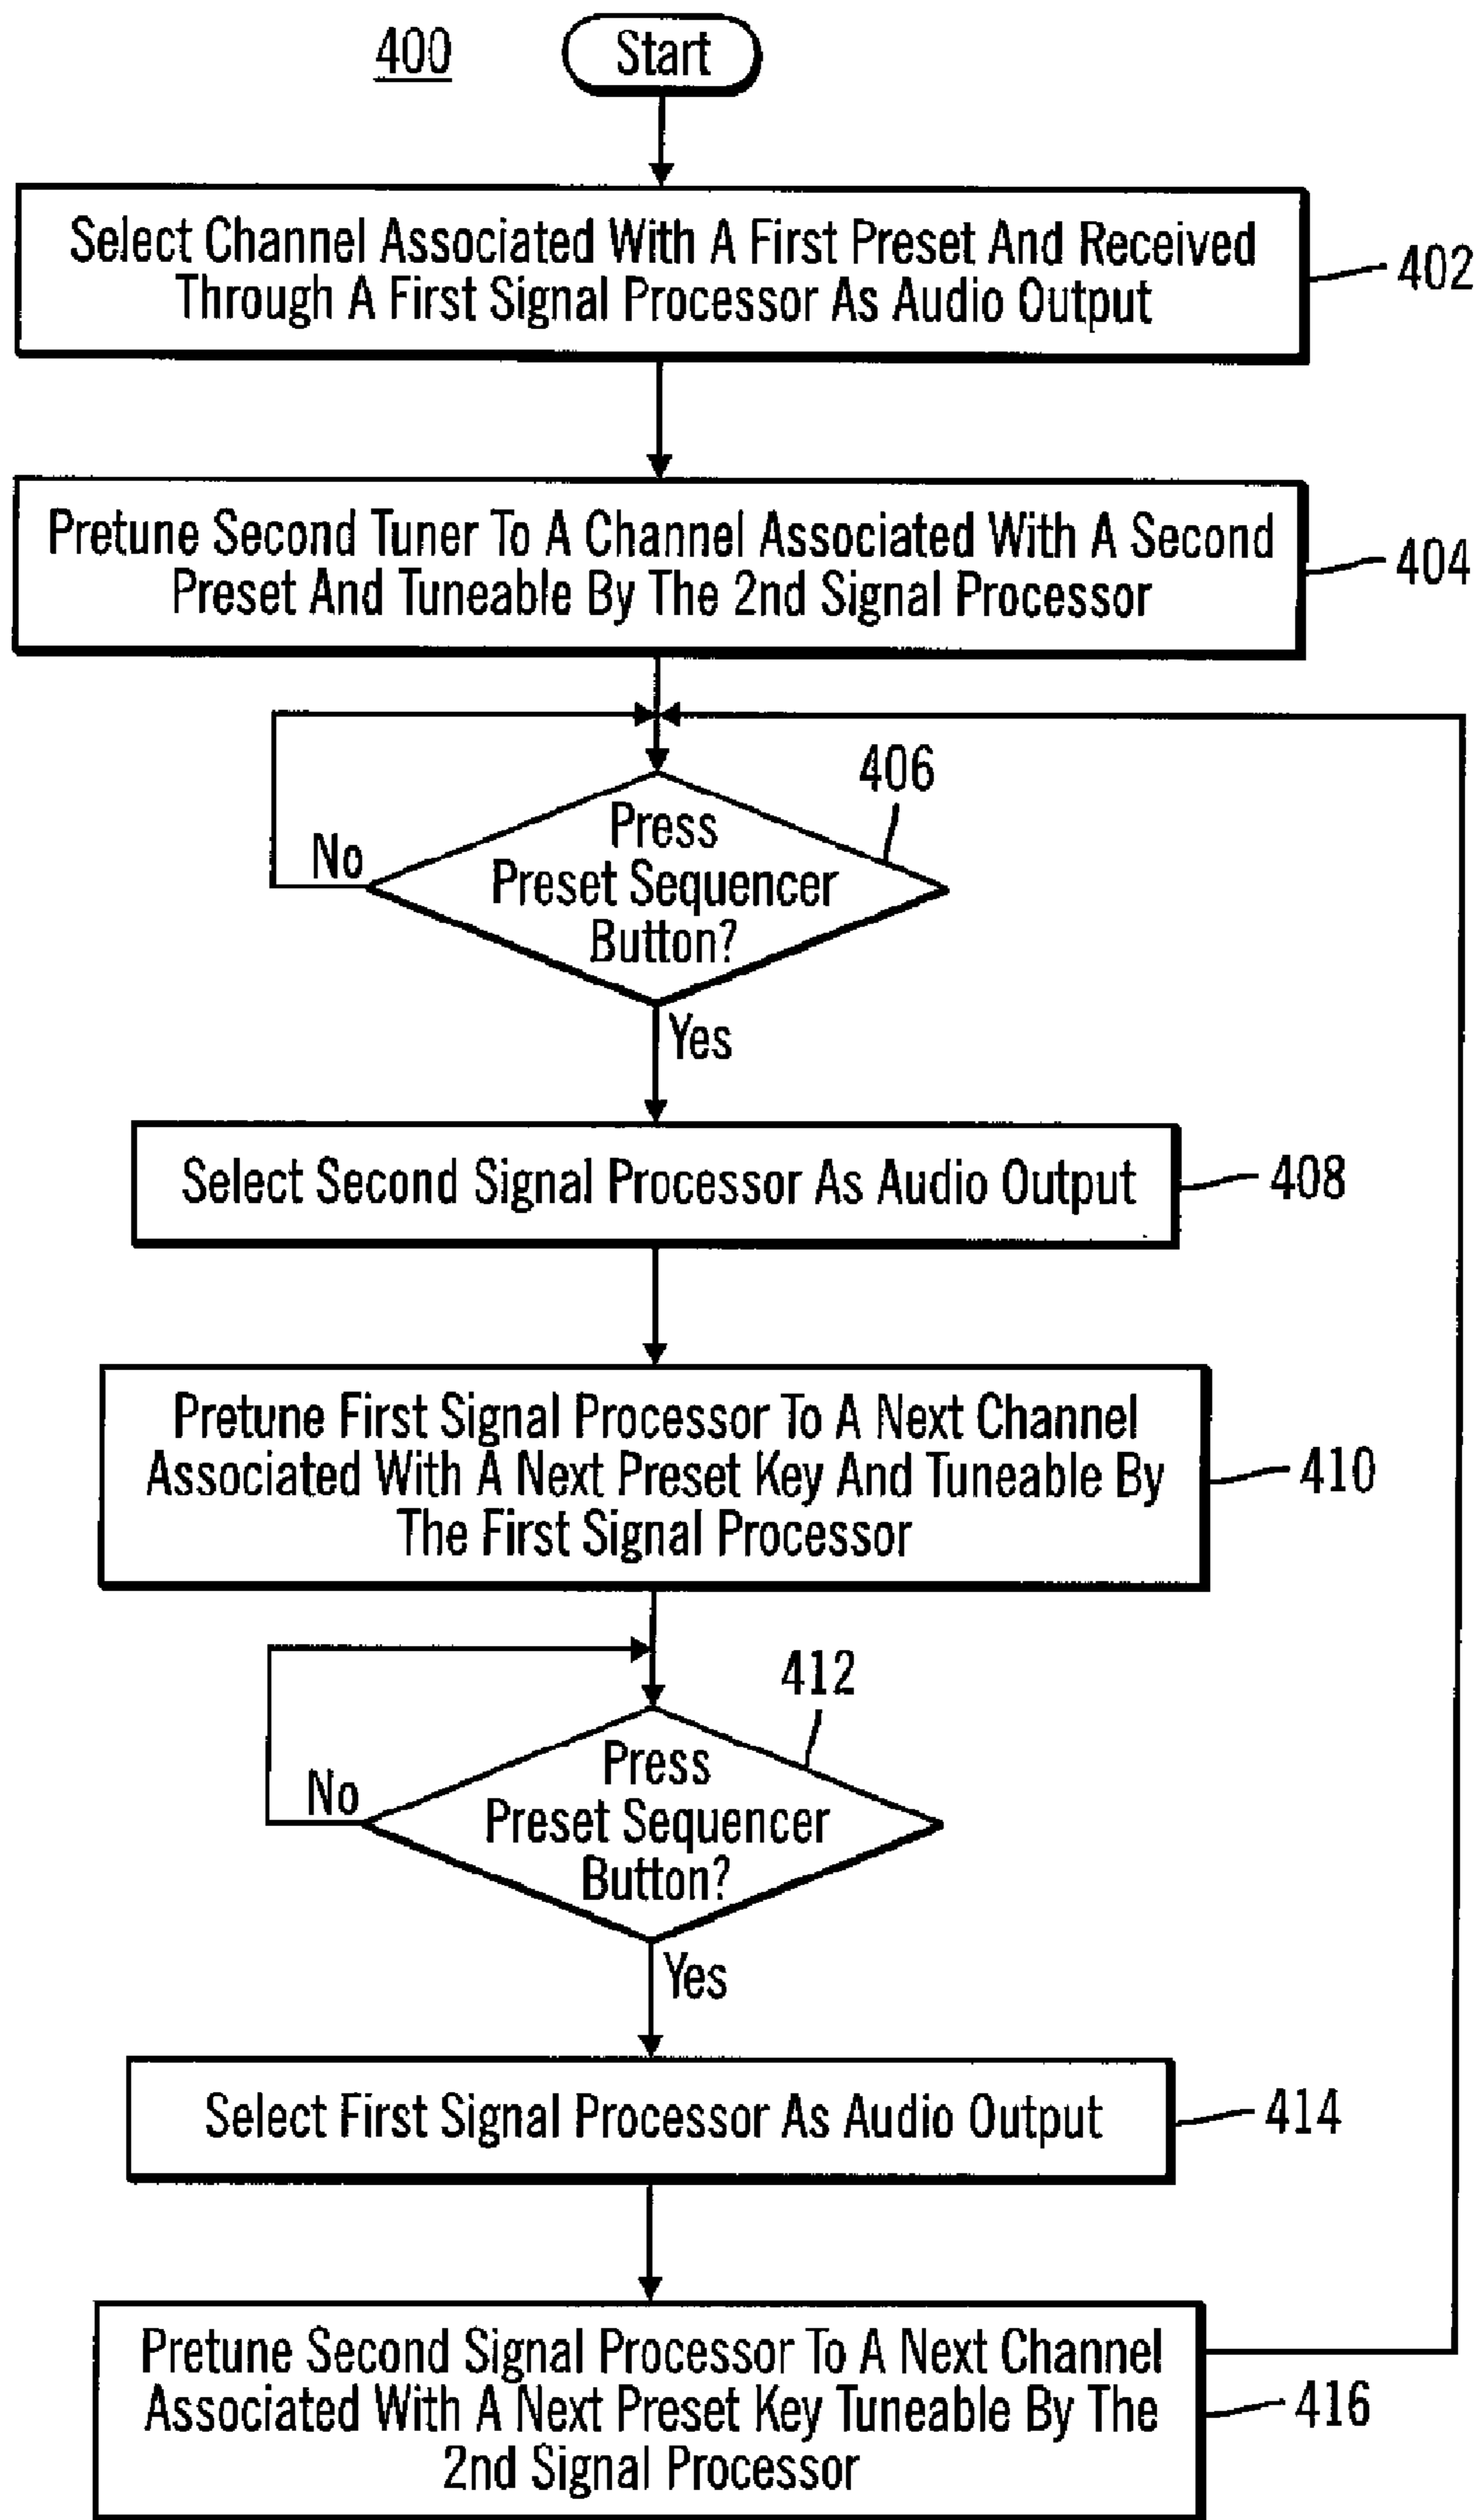 400
Start
Select Channel Associated With A First Preset And Received
Through A First Signal Processor As Audio Output
402
Pretune Second Tuner To A Channel Associated With A Second
Preset And Tuneable By The 2nd Signal Processor
404
406
Press
Preset Sequencer
Button?
No
Yes
Select Second Signal Processor As Audio Output
408
Pretune First Signal Processor To A Next Channel
Associated With A Next Preset Key And Tuneable By
The First Signal Processor
410
412
Press
Preset Sequencer
Button?
No
Yes
Select First Signal Processor As Audio Output
414
Pretune Second Signal Processor To A Next Channel
Associated With A Next Preset Key Tuneable By The
2nd Signal Processor
416